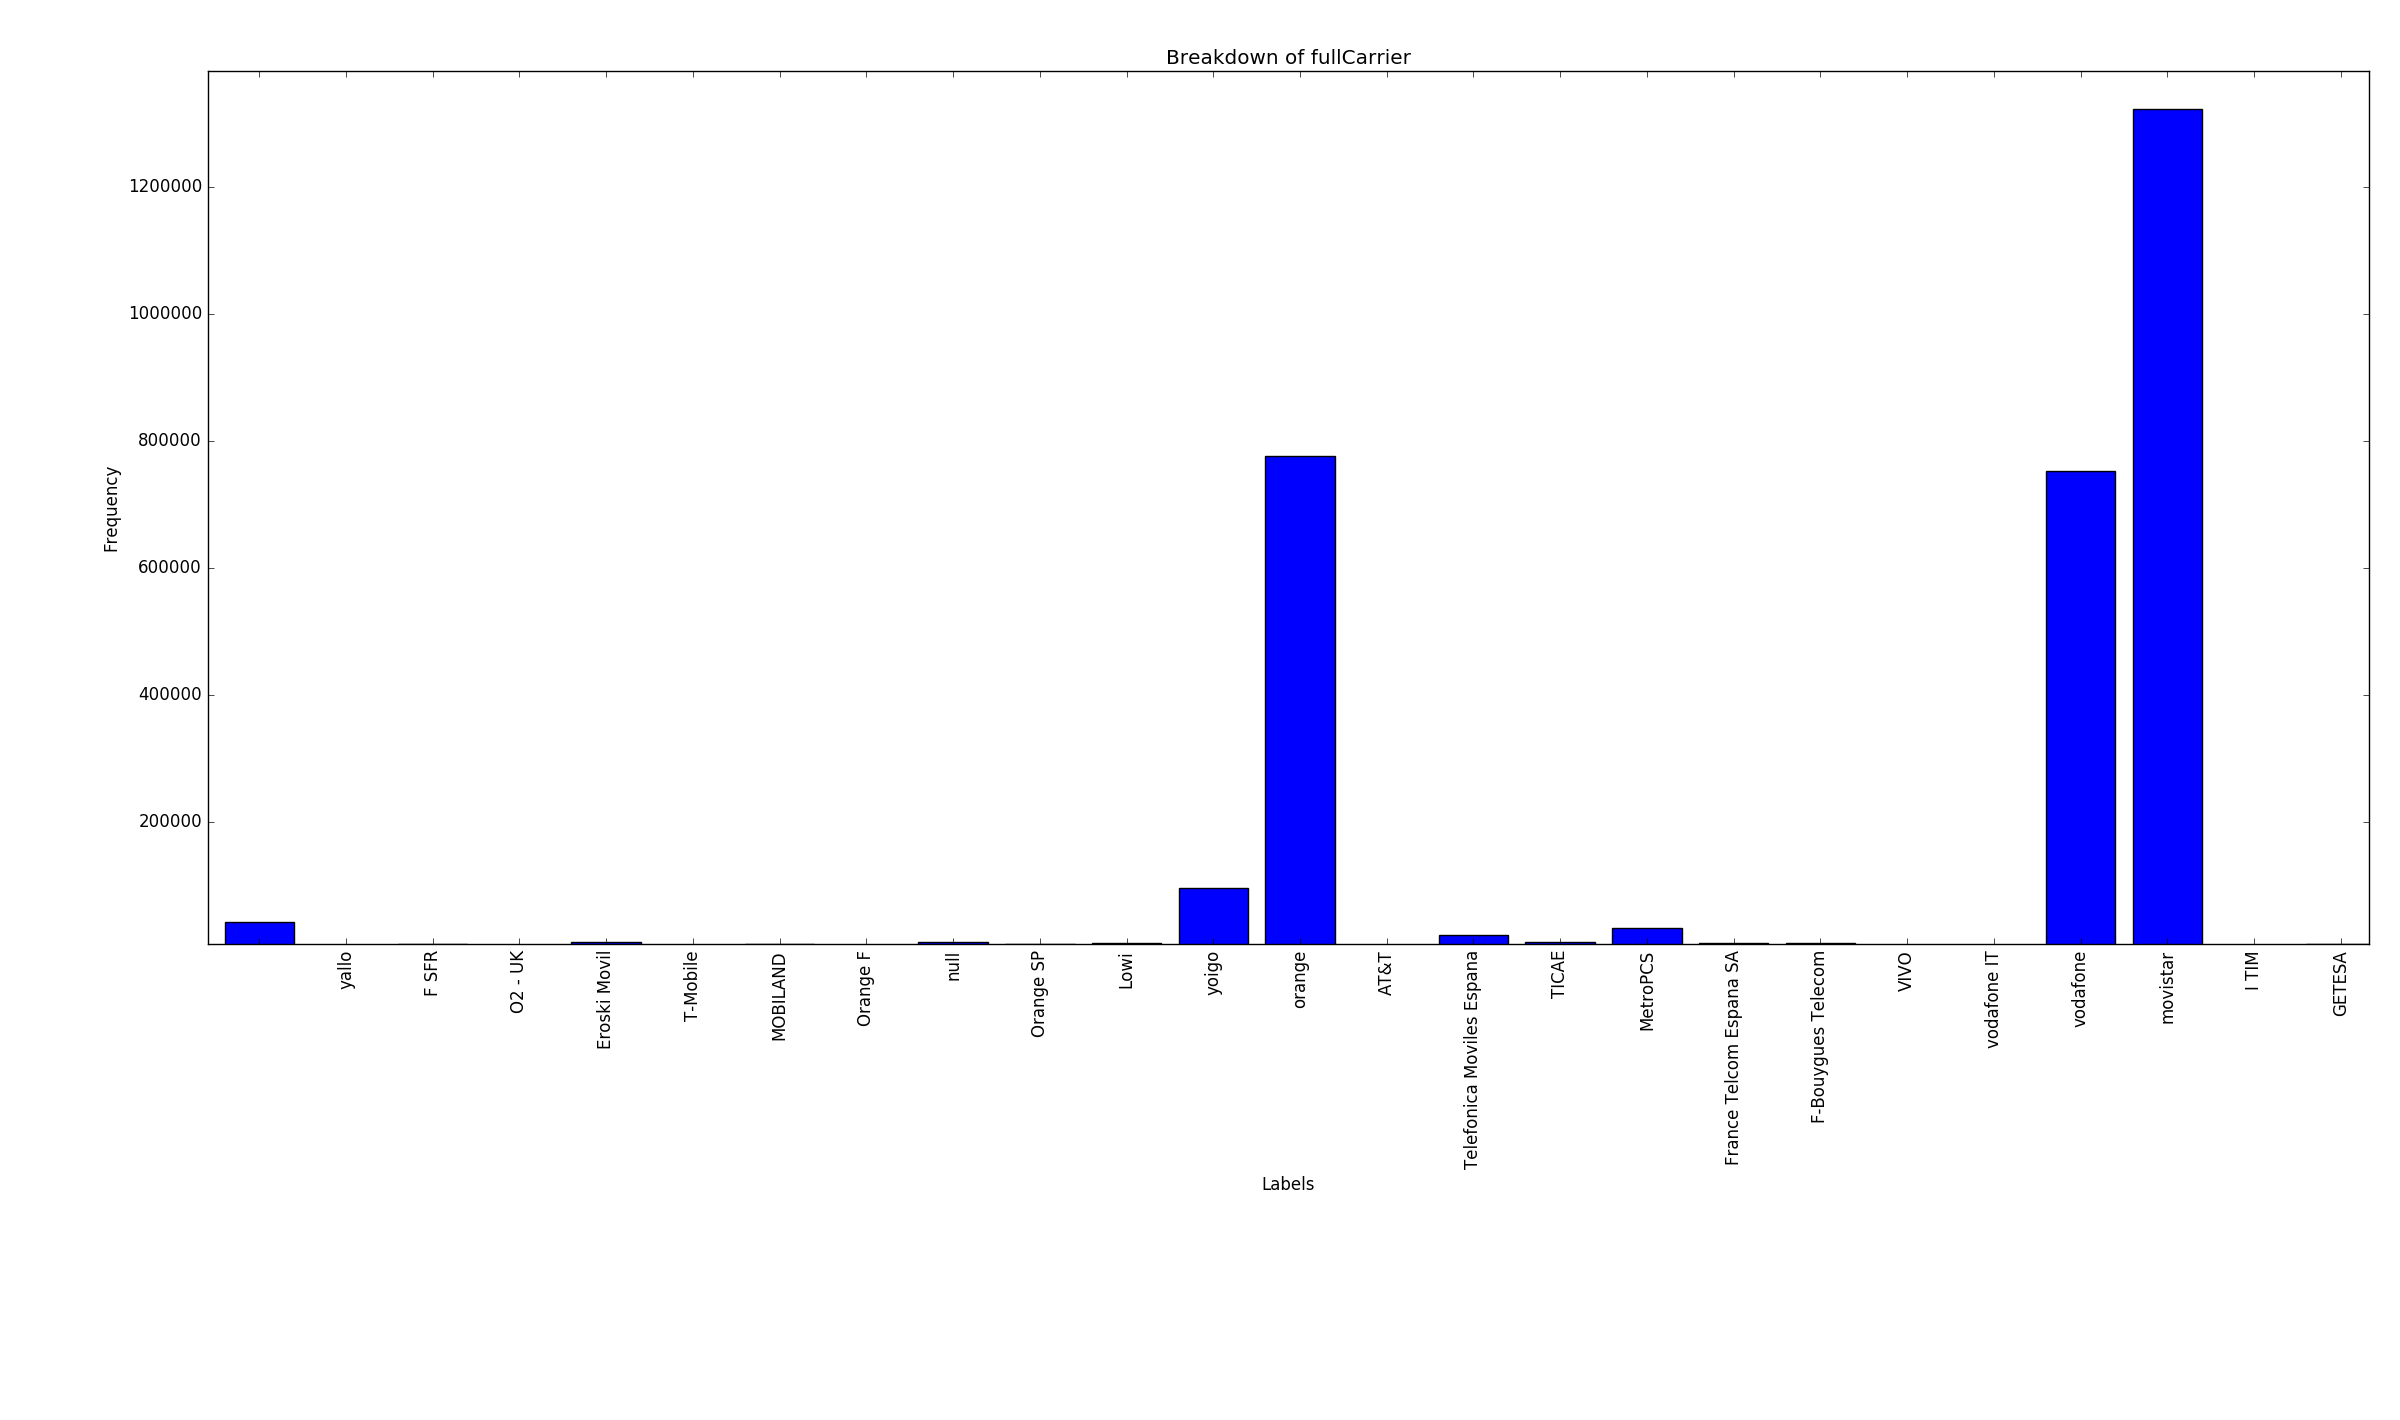 Breakdown of fullCarrier
1200000
1000000
800000
600000
400000
200000
Frequency
yallo
F SFR
O2 - UK
Eroski Movil
T-Mobile
MOBILAND
Orange F
null
Orange SP
Lowi
yoigo
orange
AT&T
Telefonica Moviles Espana
TICAE
MetroPCS
France Telcom Espana SA
F-Bouygues Telecom
VIVO
vodafone IT
vodafone
movistar
I TIM
GETESA
Labels